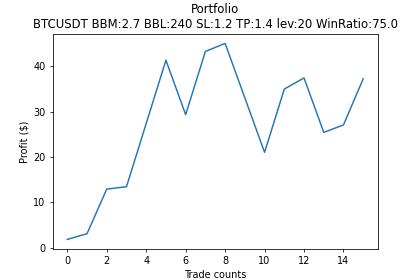 Portfolio
BTCUSDT BBM:2.7 BBL:240 SL:1.2 TP:1.4 lev:20 WinRatio:75.0
Profit ($)
40
30
20
10
0
0 2 4 6 8 10 12 14
Trade counts